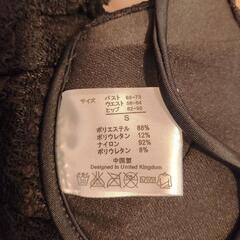 サイズ バスト 65~73
ウエスト 58~64
ヒップ 82~90
S
ポリエステル 88%
ポリウレタン 12%
ナイロン 92%
ポリウレタン 8%
中国製
Designed in United Kingdom